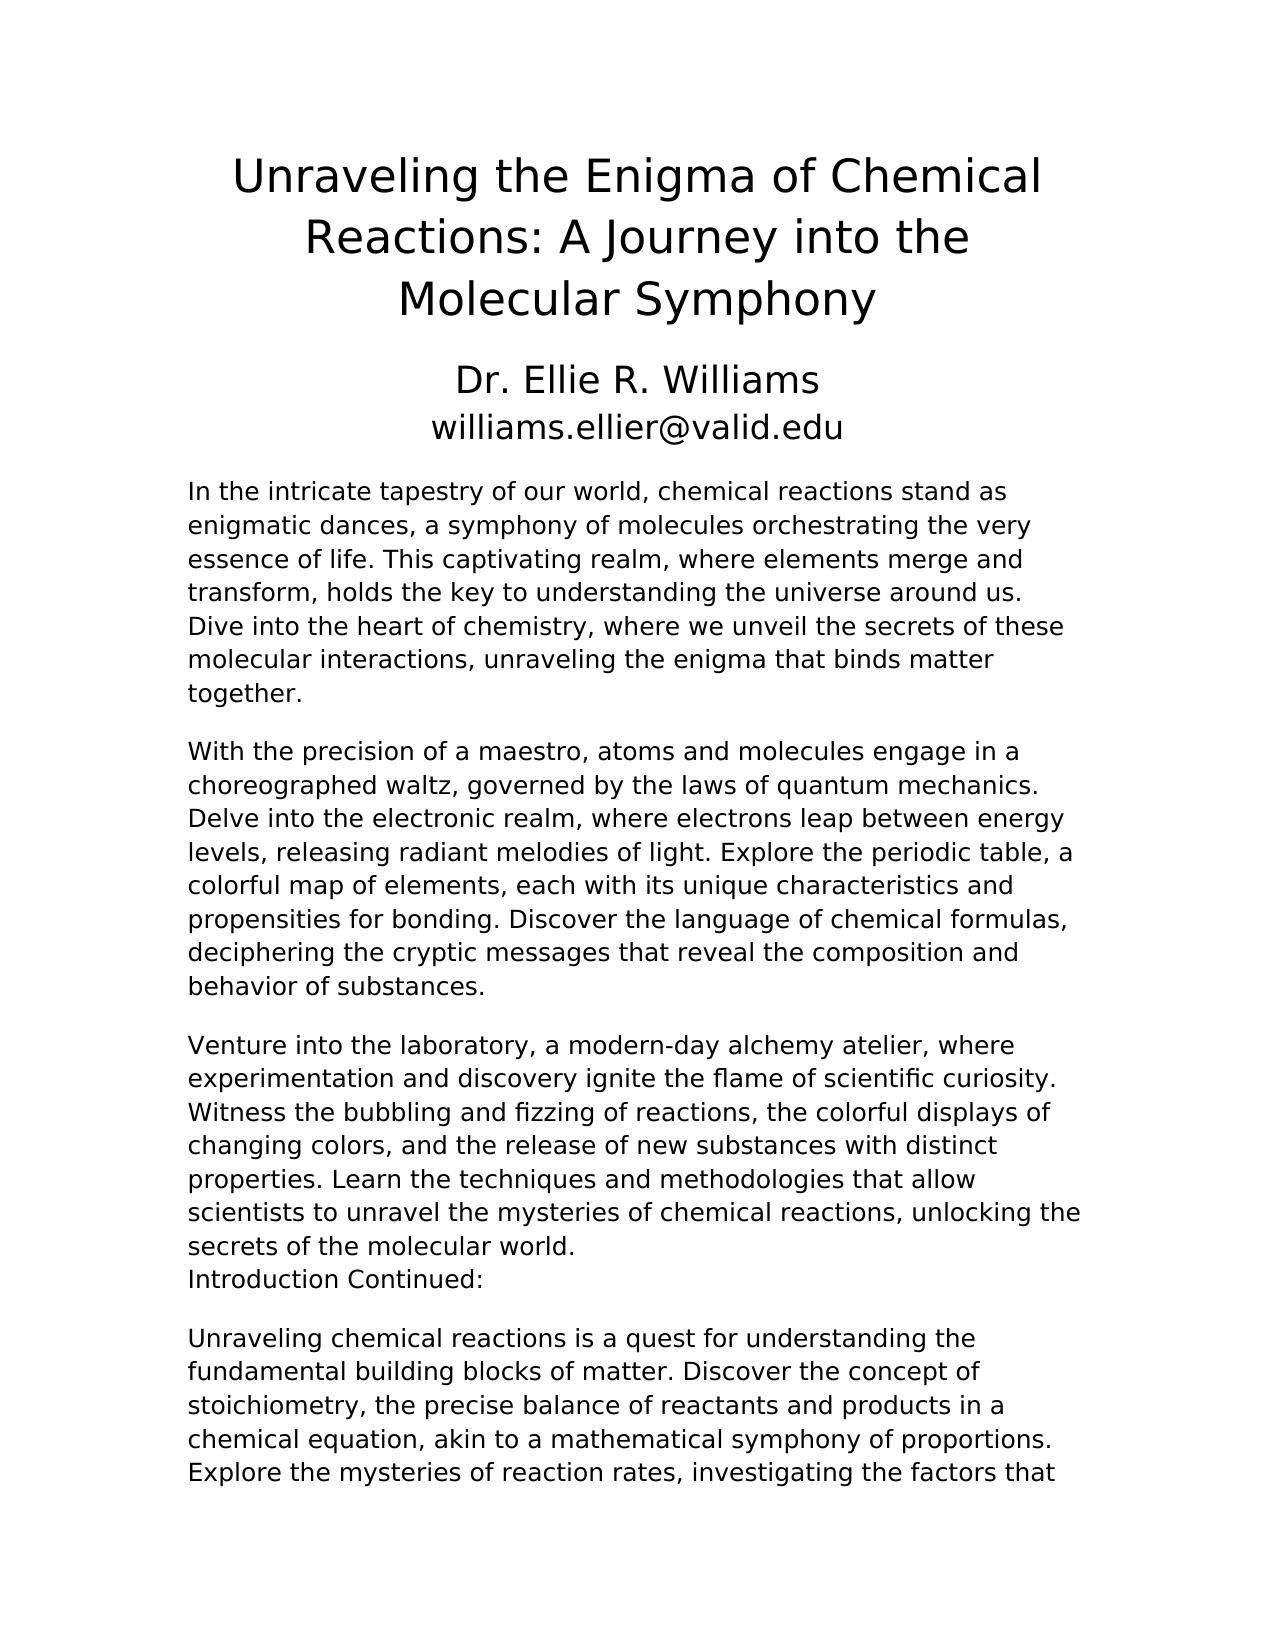 Unraveling the Enigma of Chemical
Reactions: A Journey into the
Molecular Symphony
Dr. Ellie R. Williams
williams.ellier@valid.edu
In the intricate tapestry of our world, chemical reactions stand as
enigmatic dances, a symphony of molecules orchestrating the very
essence of life. This captivating realm, where elements merge and
transform, holds the key to understanding the universe around us.
Dive into the heart of chemistry, where we unveil the secrets of these
molecular interactions, unraveling the enigma that binds matter
together.
With the precision of a maestro, atoms and molecules engage in a
choreographed waltz, governed by the laws of quantum mechanics.
Delve into the electronic realm, where electrons leap between energy
levels, releasing radiant melodies of light. Explore the periodic table, a
colorful map of elements, each with its unique characteristics and
propensities for bonding. Discover the language of chemical formulas,
deciphering the cryptic messages that reveal the composition and
behavior of substances.
Venture into the laboratory, a modern-day alchemy atelier, where
experimentation and discovery ignite the flame of scientific curiosity.
Witness the bubbling and fizzing of reactions, the colorful displays of
changing colors, and the release of new substances with distinct
properties. Learn the techniques and methodologies that allow
scientists to unravel the mysteries of chemical reactions, unlocking the
secrets of the molecular world.
Introduction Continued:
Unraveling chemical reactions is a quest for understanding the
fundamental building blocks of matter. Discover the concept of
stoichiometry, the precise balance of reactants and products in a
chemical equation, akin to a mathematical symphony of proportions.
Explore the mysteries of reaction rates, investigating the factors that